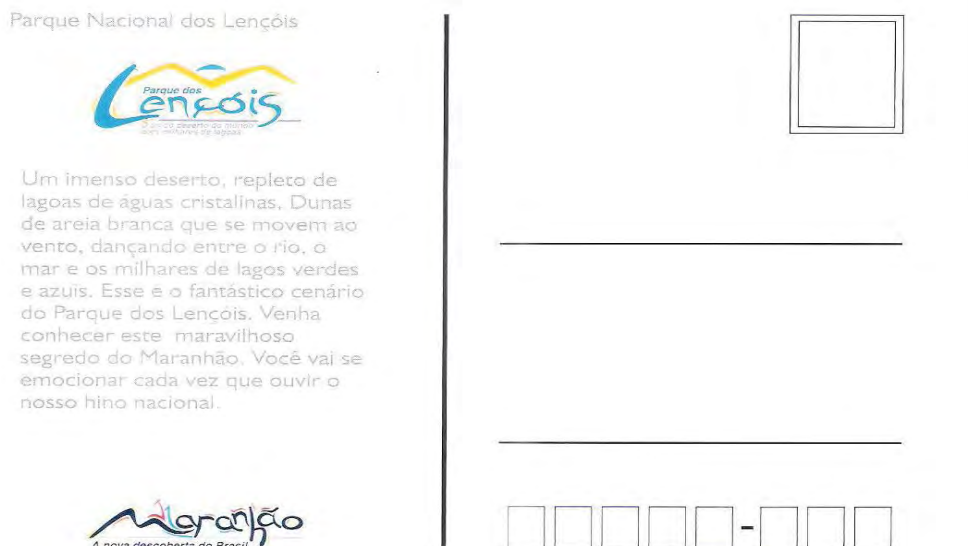 Parque Nacional dos Lençóis
Parque dos
Lençóis
Um imenso deserto, repleto de
lagoas de águas cristalinas. Dunas
de areia branca que se movem ao
vento, dançando entre o rio, o
mar e os milhares de lagos verdes
e azuis. Esse é o fantástico cenário
do Parque dos Lençóis. Venha
conhecer este maravilhoso
segredo do Maranhão. Você vai se
emocionar cada vez que ouvir o
nosso hino nacional.
Maranhão
A nova descoberta do Brasil
-